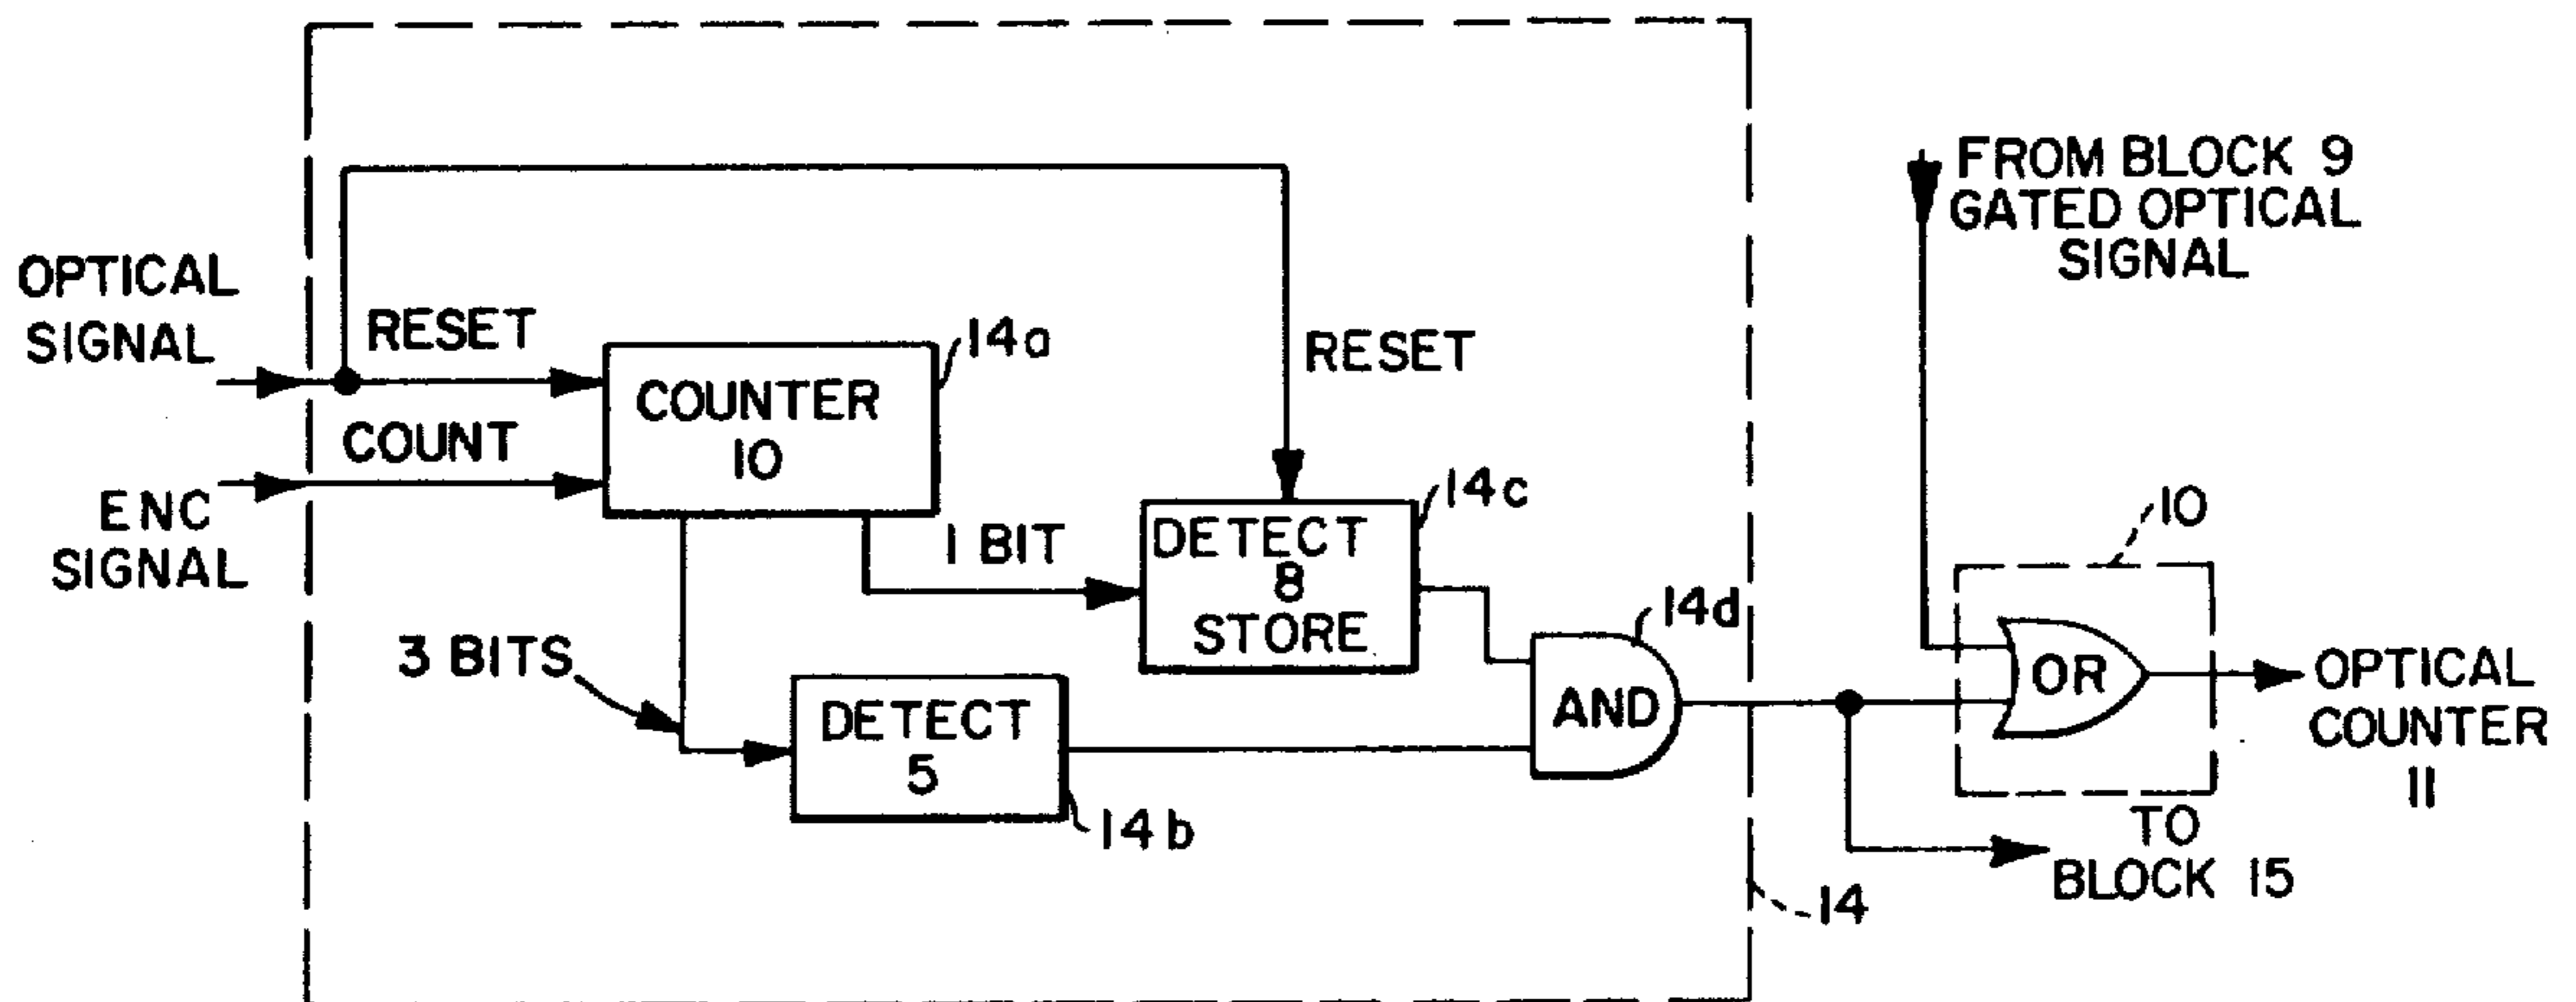 OPTICAL
SIGNAL
RESET
COUNT
ENC
SIGNAL
COUNTER
10
14a
1 BIT
3 BITS
DETECT
5
14b
RESET
DETECT
8
STORE
14c
AND
14d
14
FROM BLOCK 9
GATED OPTICAL
SIGNAL
10
OR
OPTICAL
COUNTER
11
TO
BLOCK 15